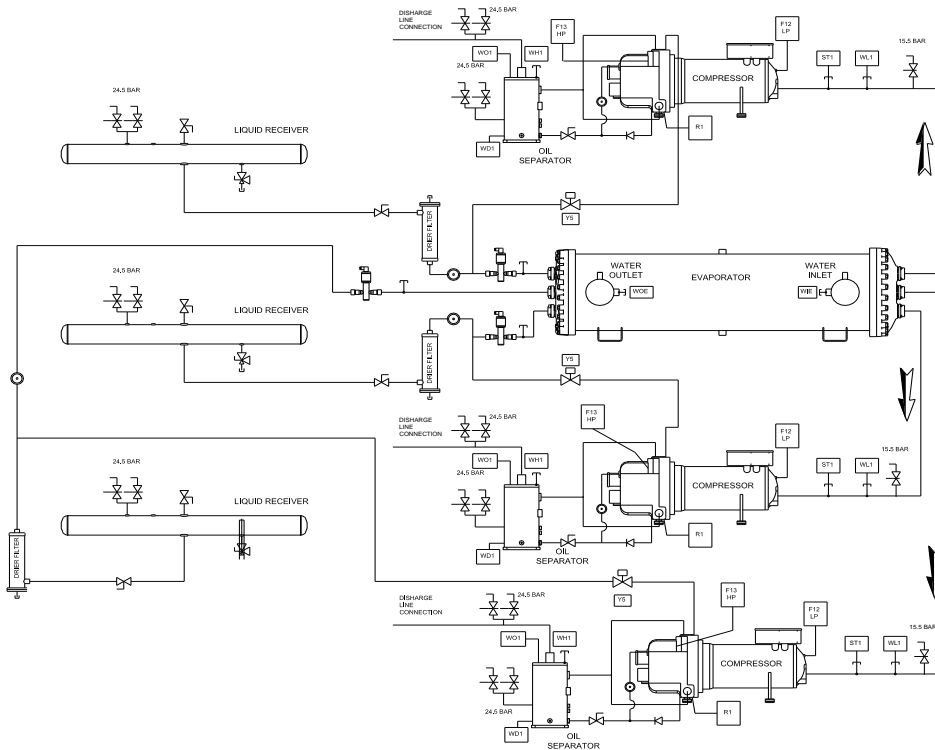 DISHARGE
LINE
CONNECTION
24,5 BAR
WO1
WH1
24,5 BAR
WD1
OIL
SEPARATOR
F13
HP
COMPRESSOR
R1
F12
LP
ST1
WL1
15.5 BAR
24.5 BAR
LIQUID RECEIVER
DRIER FILTER
Y5
WATER
OUTLET
WOE
EVAPORATOR
WATER
INLET
WIE
24.5 BAR
LIQUID RECEIVER
DRIER FILTER
Y5
DISHARGE
LINE
CONNECTION
24,5 BAR
WO1
WH1
24,5 BAR
WD1
OIL
SEPARATOR
F13
HP
COMPRESSOR
R1
F12
LP
ST1
WL1
15.5 BAR
24.5 BAR
LIQUID RECEIVER
DRIER FILTER
Y5
DISHARGE
LINE
CONNECTION
24.5 BAR
WO1
WH1
24,5 BAR
WD1
OIL
SEPARATOR
F13
HP
COMPRESSOR
R1
F12
LP
ST1
WL1
15.5 BAR